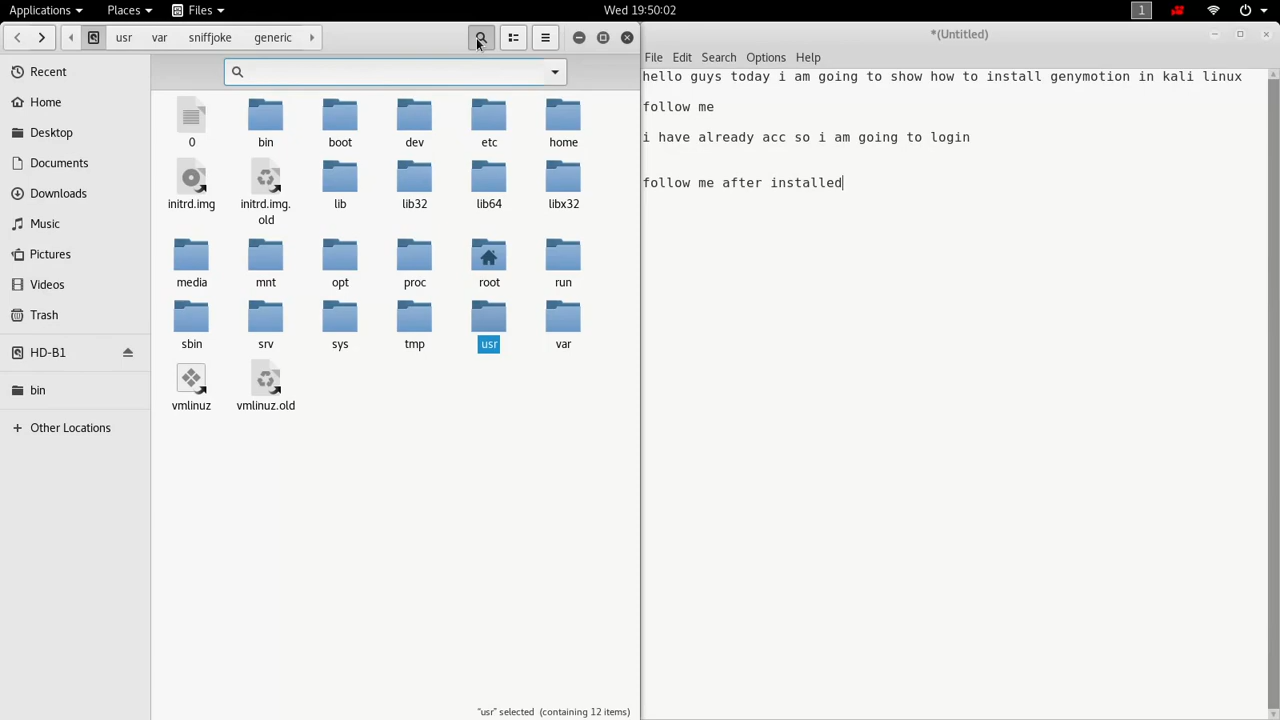 Applications Places Files Wed 19:50:02 1
usr var sniffjoke generic
Recent
Home
Desktop
Documents
Downloads
Music
Pictures
Videos
Trash
HD-B1
bin
Other Locations
0 bin boot dev etc home
initrd.img initrd.img.old lib lib32 lib64 libx32
media mnt opt proc root run
sbin srv sys tmp usr var
vmlinuz vmlinuz.old
"usr" selected (containing 12 items)
*(Untitled)
File Edit Search Options Help
hello guys today i am going to show how to install genymotion in kali linux
follow me
i have already acc so i am going to login
follow me after installed